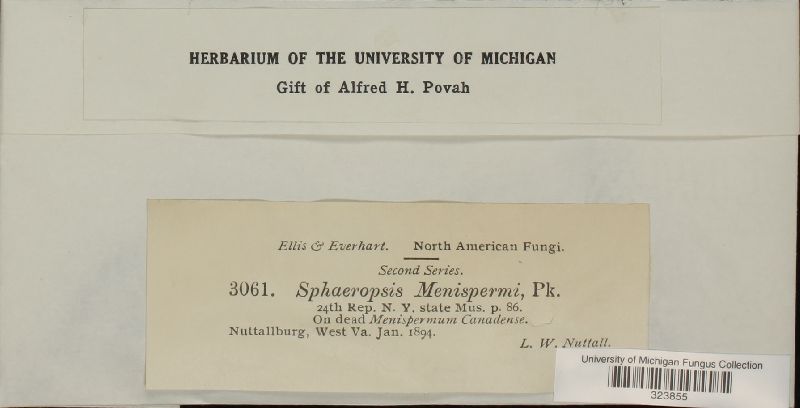 HERBARIUM OF THE UNIVERSITY OF MICHIGAN
Gift of Alfred H. Povah
Ellis & Everhart. North American Fungi.
Second Series.
3061. Sphaeropsis Menispermi, Pk.
24th Rep. N. Y. state Mus. p. 86.
On dead Menispermum Canadense.
Nuttallburg, West Va. Jan. 1894.
L. W. Nuttall.
University of Michigan Fungus Collection
323855